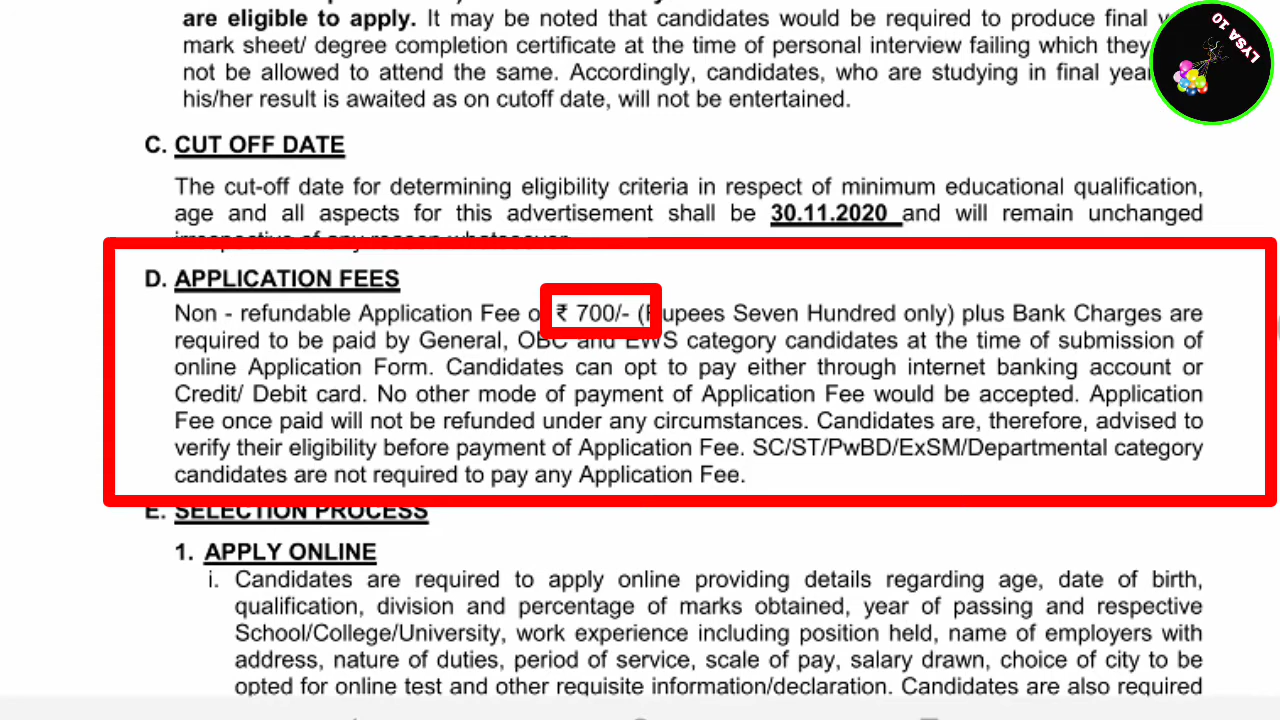 are eligible to apply. It may be noted that candidates would be required to produce final
mark sheet/ degree completion certificate at the time of personal interview failing which they
not be allowed to attend the same. Accordingly, candidates, who are studying in final year
his/her result is awaited as on cutoff date, will not be entertained.
LYSA 10
C. CUT OFF DATE
The cut-off date for determining eligibility criteria in respect of minimum educational qualification,
age and all aspects for this advertisement shall be 30.11.2020 and will remain unchanged
irrespective of any reason whatsoever.
D. APPLICATION FEES
Non - refundable Application Fee o ₹ 700/- (Rupees Seven Hundred only) plus Bank Charges are
required to be paid by General, OBC and EWS category candidates at the time of submission of
online Application Form. Candidates can opt to pay either through internet banking account or
Credit/ Debit card. No other mode of payment of Application Fee would be accepted. Application
Fee once paid will not be refunded under any circumstances. Candidates are, therefore, advised to
verify their eligibility before payment of Application Fee. SC/ST/PwBD/ExSM/Departmental category
candidates are not required to pay any Application Fee.
E. SELECTION PROCESS
1. APPLY ONLINE
i. Candidates are required to apply online providing details regarding age, date of birth,
qualification, division and percentage of marks obtained, year of passing and respective
School/College/University, work experience including position held, name of employers with
address, nature of duties, period of service, scale of pay, salary drawn, choice of city to be
opted for online test and other requisite information/declaration. Candidates are also required